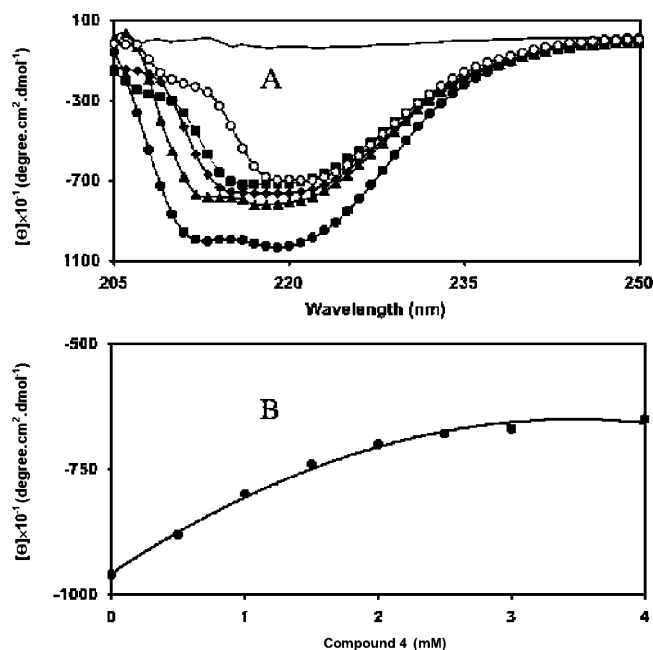 100
-300
-700
1100
[Θ]×10⁻¹ (degree.cm².dmol⁻¹)
A
205
220
235
250
Wavelength (nm)
-500
-750
-1000
[Θ]×10⁻¹ (degree.cm².dmol⁻¹)
B
0
1
2
3
4
Compound 4 (mM)